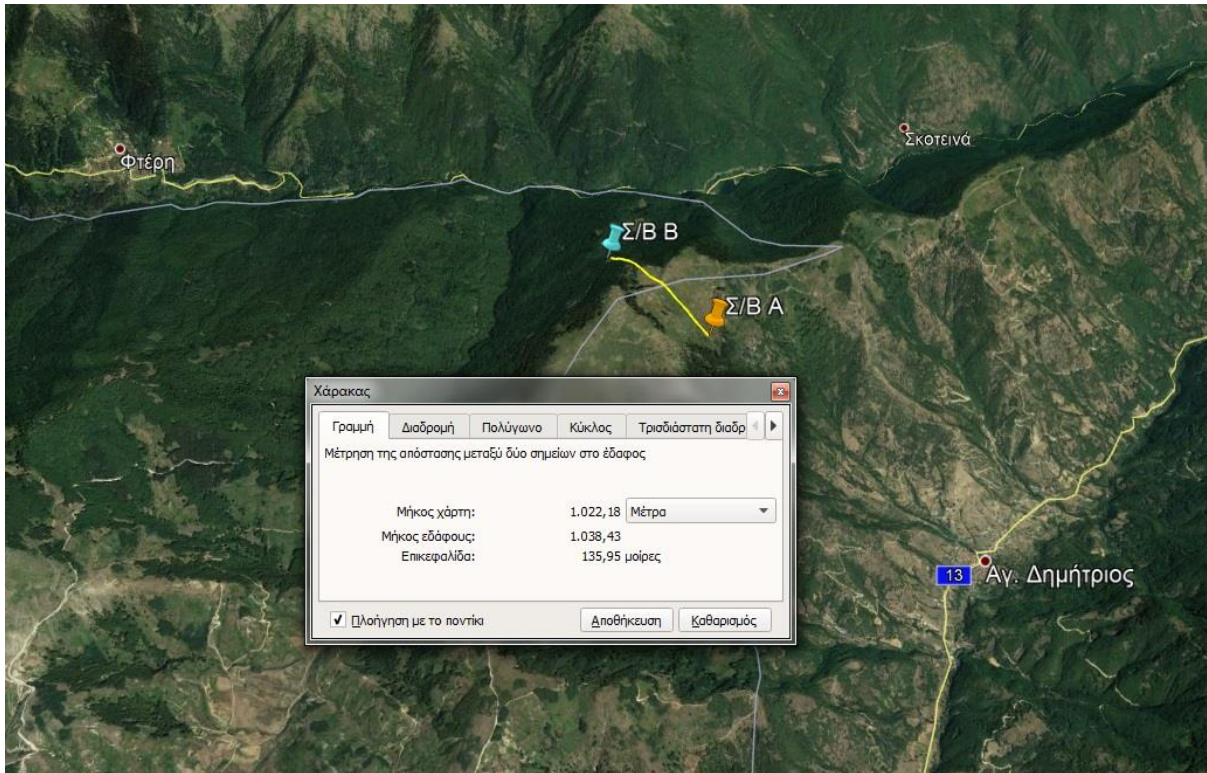 Φτέρη
Σκοτεινά
Σ/Β Β
Σ/Β Α
Χάρακας
Γραμμή Διαδρομή Πολύγωνο Κύκλος Τρισδιάστατη διαδρ
Μέτρηση της απόστασης μεταξύ δύο σημείων στο έδαφος
Μήκος χάρτη: 1.022,18 Μέτρα
Μήκος εδάφους: 1.038,43
Επικεφαλίδα: 135,95 μοίρες
Πλοήγηση με το ποντίκι Αποθήκευση Καθαρισμός
13 Αγ. Δημήτριος